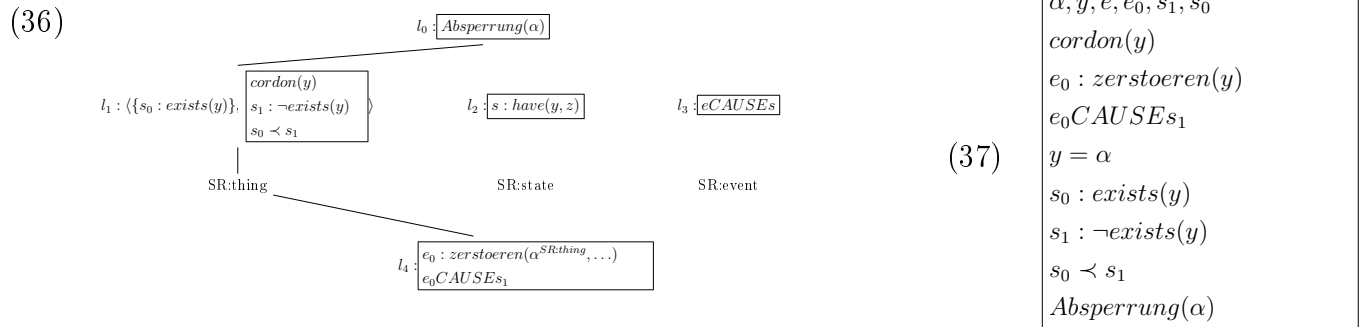 (36)
l₀ : Absperrung(α)
l₁ : ⟨{s₀ : exists(y)},
cordon(y)
s₁ : ¬exists(y)
s₀ ≺ s₁
⟩
l₂ : s : have(y, z)
l₃ : eCAUSEs
SR:thing
SR:state
SR:event
l₄ :
e₀ : zerstoeren(α^SR:thing, …)
e₀CAUSEs₁
(37)
α, y, e, e₀, s₁, s₀
cordon(y)
e₀ : zerstoeren(y)
e₀CAUSEs₁
y = α
s₀ : exists(y)
s₁ : ¬exists(y)
s₀ ≺ s₁
Absperrung(α)